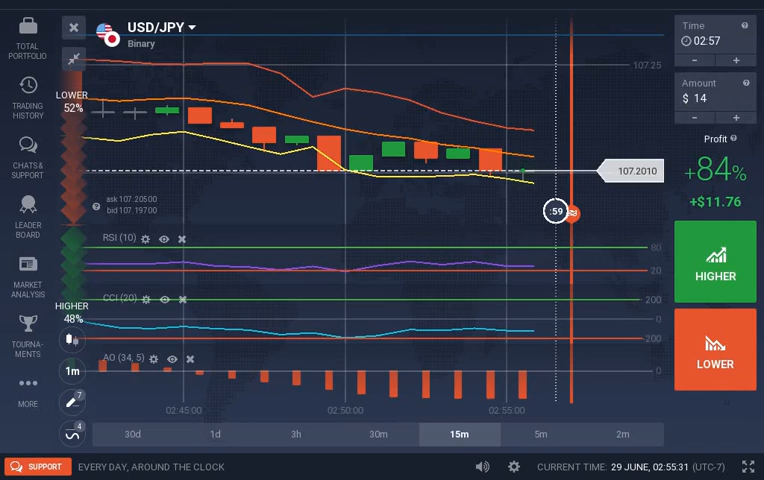 TOTAL
PORTFOLIO
TRADING
HISTORY
CHATS &
SUPPORT
LEADER
BOARD
MARKET
ANALYSIS
TOURNA-
MENTS
MORE
USD/JPY
Binary
LOWER
52%
107.25
107.2010
ask 107.20500
bid 107.19700
:59
RSI (10)
80
20
CCI (20)
200
0
-200
HIGHER
48%
AO (34, 5)
0
1m
7
4
02:45:00
02:50:00
02:55:00
30d
1d
3h
30m
15m
5m
2m
Time
02:57
-
+
Amount
$ 14
-
+
Profit
+84%
+$11.76
HIGHER
LOWER
SUPPORT
EVERY DAY, AROUND THE CLOCK
CURRENT TIME: 29 JUNE, 02:55:31 (UTC-7)